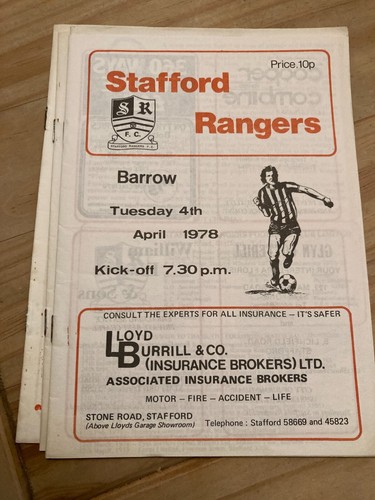 Price.10p
Stafford
Rangers
S R
F. C.
STAFFORD RANGERS F.C.
Barrow
Tuesday 4th
April 1978
Kick-off 7.30 p.m.
CONSULT THE EXPERTS FOR ALL INSURANCE – IT'S SAFER
LLOYD
BURRILL & CO.
(INSURANCE BROKERS) LTD.
ASSOCIATED INSURANCE BROKERS
MOTOR – FIRE – ACCIDENT – LIFE
STONE ROAD, STAFFORD
(Above Lloyds Garage Showroom)
Telephone : Stafford 58669 and 45823